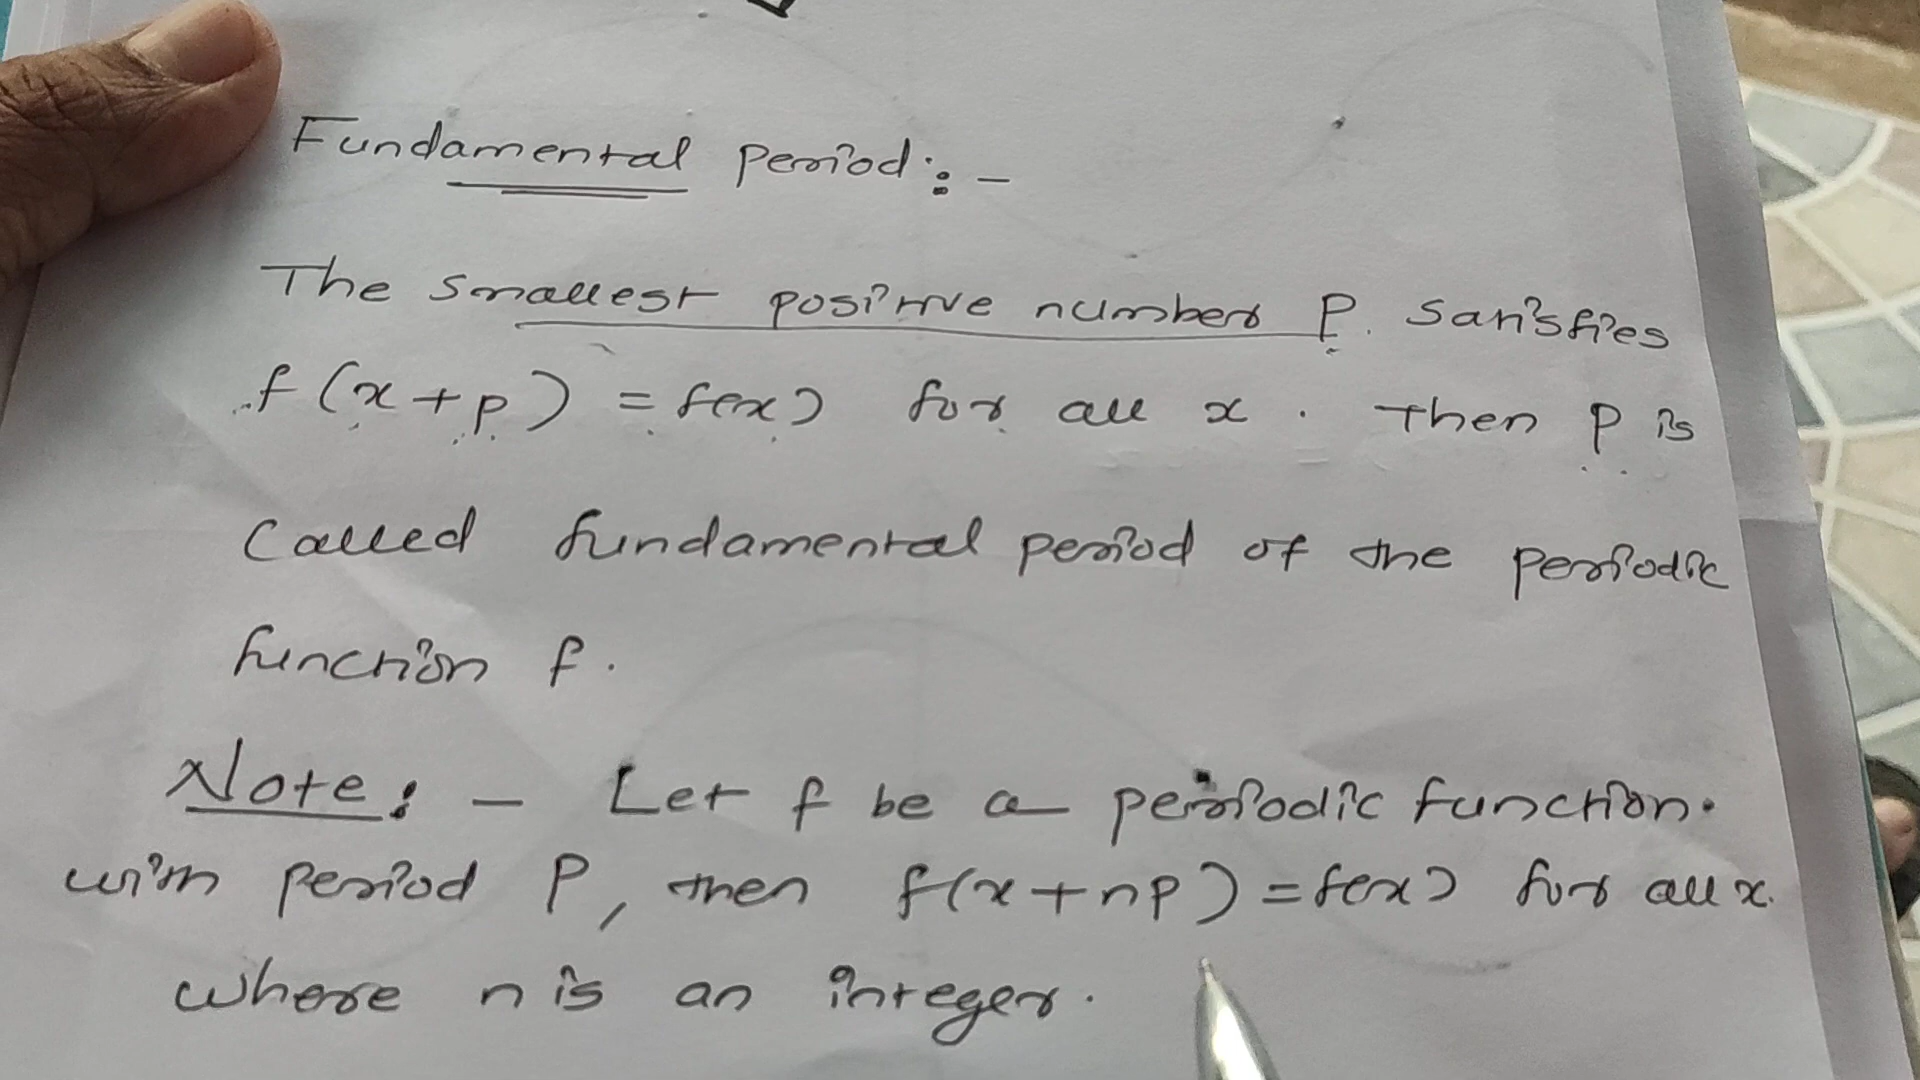 Fundamental period:-
The smallest positive number P. satisfies
f(x+p) = f(x) for all x. Then P is
Called fundamental period of the periodic
function f.
Note:- Let f be a periodic function.
with period P, then f(x+np) = f(x) for all x.
where n is an integer.